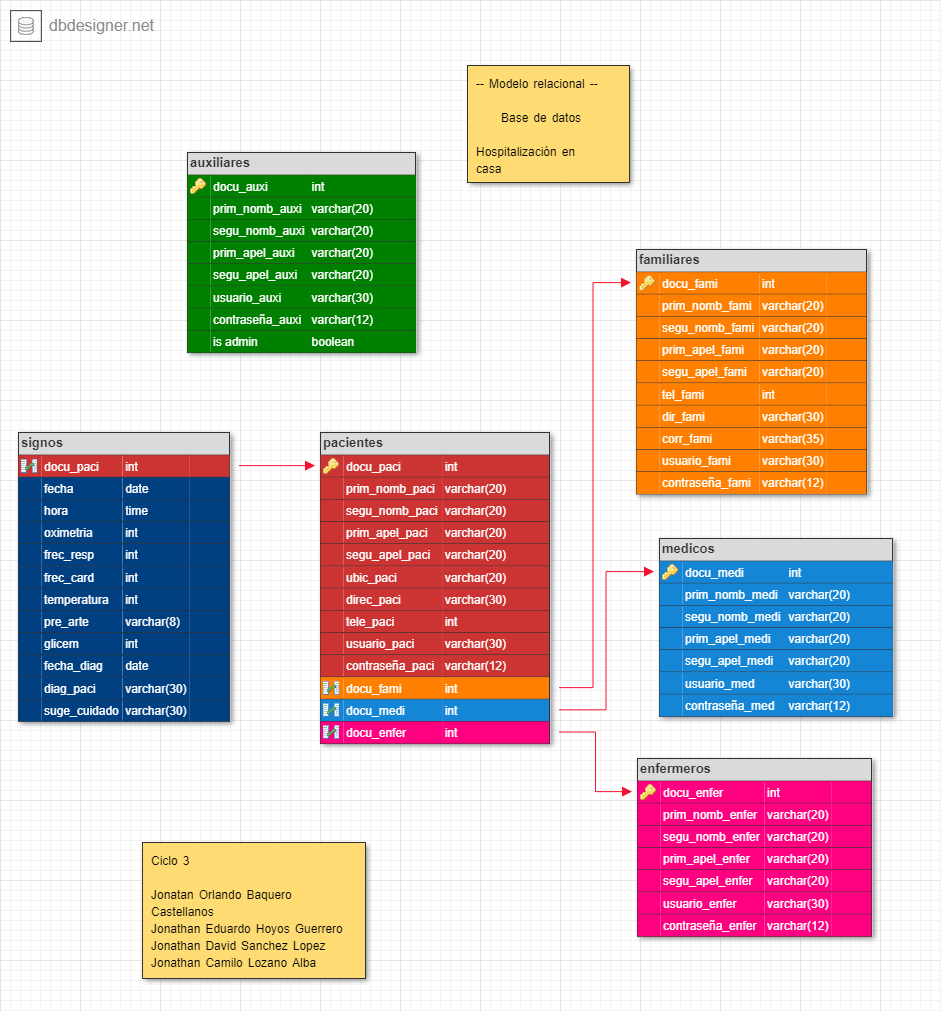 dbdesigner.net
-- Modelo relacional --
Base de datos
Hospitalización en
casa
auxiliares
docu_auxi int
prim_nomb_auxi varchar(20)
segu_nomb_auxi varchar(20)
prim_apel_auxi varchar(20)
segu_apel_auxi varchar(20)
usuario_auxi varchar(30)
contraseña_auxi varchar(12)
is admin boolean
familiares
docu_fami int
prim_nomb_fami varchar(20)
segu_nomb_fami varchar(20)
prim_apel_fami varchar(20)
segu_apel_fami varchar(20)
tel_fami int
dir_fami varchar(30)
corr_fami varchar(35)
usuario_fami varchar(30)
contraseña_fami varchar(12)
signos
docu_paci int
fecha date
hora time
oximetria int
frec_resp int
frec_card int
temperatura int
pre_arte varchar(8)
glicem int
fecha_diag date
diag_paci varchar(30)
suge_cuidado varchar(30)
pacientes
docu_paci int
prim_nomb_paci varchar(20)
segu_nomb_paci varchar(20)
prim_apel_paci varchar(20)
segu_apel_paci varchar(20)
ubic_paci varchar(20)
direc_paci varchar(30)
tele_paci int
usuario_paci varchar(30)
contraseña_paci varchar(12)
docu_fami int
docu_medi int
docu_enfer int
medicos
docu_medi int
prim_nomb_medi varchar(20)
segu_nomb_medi varchar(20)
prim_apel_medi varchar(20)
segu_apel_medi varchar(20)
usuario_med varchar(30)
contraseña_med varchar(12)
enfermeros
docu_enfer int
prim_nomb_enfer varchar(20)
segu_nomb_enfer varchar(20)
prim_apel_enfer varchar(20)
segu_apel_enfer varchar(20)
usuario_enfer varchar(30)
contraseña_enfer varchar(12)
Ciclo 3
Jonatan Orlando Baquero
Castellanos
Jonathan Eduardo Hoyos Guerrero
Jonathan David Sanchez Lopez
Jonathan Camilo Lozano Alba